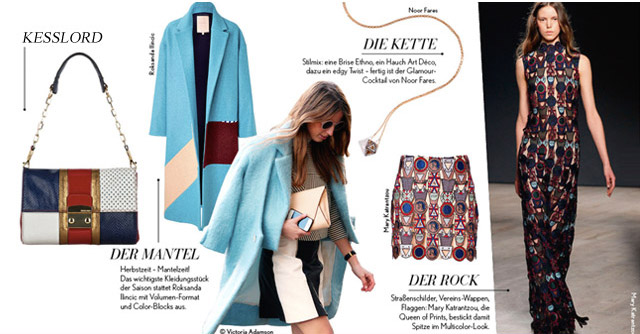 KESSLORD
Roksanda Ilincic
Noor Fares
DIE KETTE
Stilmix: eine Brise Ethno, ein Hauch Art Déco,
dazu ein edgy Twist – fertig ist der Glamour-
Cocktail von Noor Fares.
DER MANTEL
Herbstzeit - Mantelzeit!
Das wichtigste Kleidungsstück
der Saison stattet Roksanda
Ilincic mit Volumen-Format
und Color-Blocks aus.
© Victoria Adamson
Mary Katrantzou
DER ROCK
Straßenschilder, Vereins-Wappen,
Flaggen: Mary Katrantzou, die
Queen of Prints, bestickt damit
Spitze im Multicolor-Look.
Mary Katrantzou